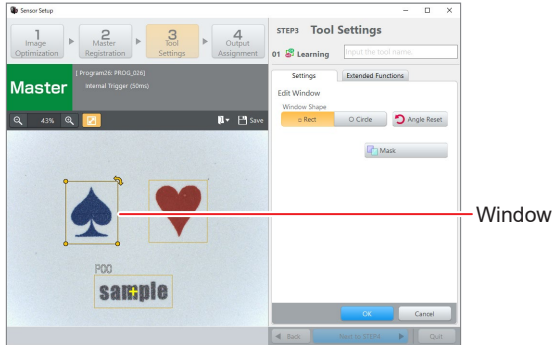 Sensor Setup
1
Image
Optimization
2
Master
Registration
3
Tool
Settings
4
Output
Assignment
STEP3 Tool Settings
01 Learning
Input the tool name.
Master
[ Program26: PROG_026]
Internal Trigger (50ms)
43%
Save
Settings
Extended Functions
Edit Window
Window Shape
Rect
Circle
Angle Reset
Mask
Window
POO
sample
OK
Cancel
Back
Next to STEP4
Quit